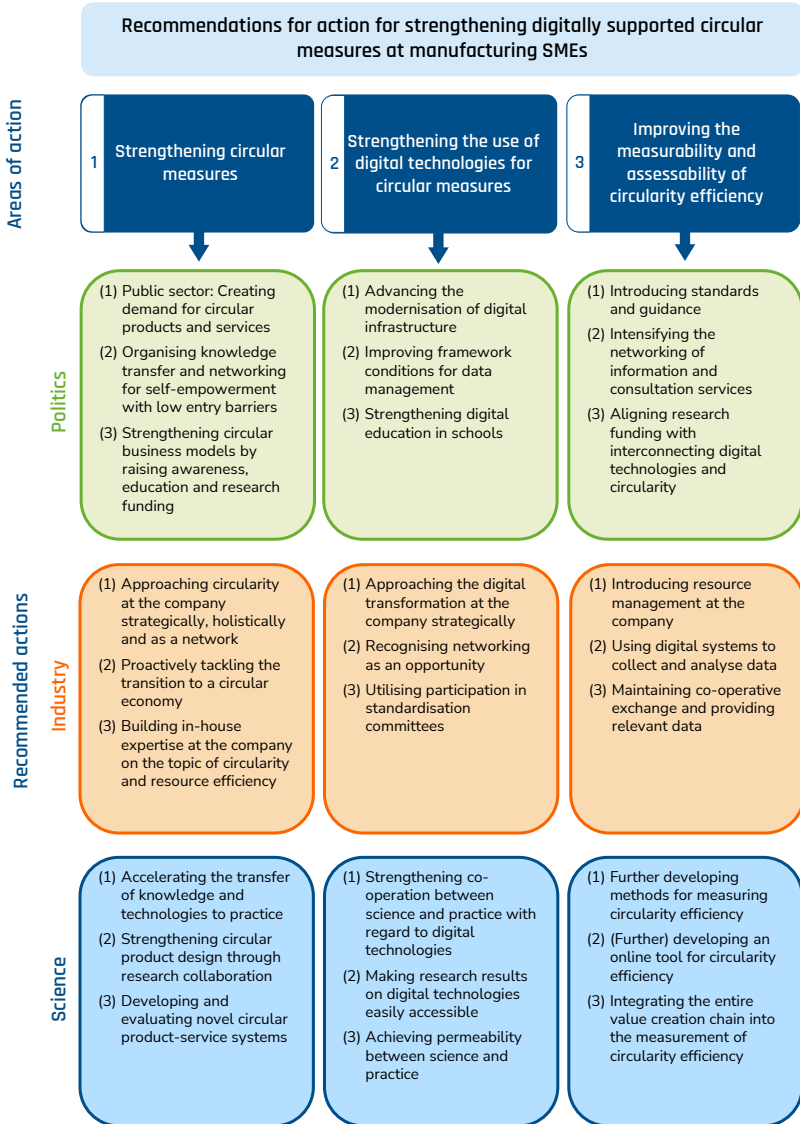 Recommendations for action for strengthening digitally supported circular
measures at manufacturing SMEs
Areas of action
1
Strengthening circular
measures
2
Strengthening the use of
digital technologies for
circular measures
3
Improving the
measurability and
assessability of
circularity efficiency
Recommended actions
Politics
(1) Public sector: Creating
demand for circular
products and services
(2) Organising knowledge
transfer and networking
for self-empowerment
with low entry barriers
(3) Strengthening circular
business models by
raising awareness,
education and research
funding
(1) Advancing the
modernisation of digital
infrastructure
(2) Improving framework
conditions for data
management
(3) Strengthening digital
education in schools
(1) Introducing standards
and guidance
(2) Intensifying the
networking of
information and
consultation services
(3) Aligning research
funding with
interconnecting digital
technologies and
circularity
Industry
(1) Approaching circularity
at the company
strategically, holistically
and as a network
(2) Proactively tackling the
transition to a circular
economy
(3) Building in-house
expertise at the company
on the topic of circularity
and resource efficiency
(1) Approaching the digital
transformation at the
company strategically
(2) Recognising networking
as an opportunity
(3) Utilising participation in
standardisation
committees
(1) Introducing resource
management at the
company
(2) Using digital systems to
collect and analyse data
(3) Maintaining co-operative
exchange and providing
relevant data
Science
(1) Accelerating the transfer
of knowledge and
technologies to practice
(2) Strengthening circular
product design through
research collaboration
(3) Developing and
evaluating novel circular
product-service systems
(1) Strengthening co-
operation between
science and practice with
regard to digital
technologies
(2) Making research results
on digital technologies
easily accessible
(3) Achieving permeability
between science and
practice
(1) Further developing
methods for measuring
circularity efficiency
(2) (Further) developing an
online tool for circularity
efficiency
(3) Integrating the entire
value creation chain into
the measurement of
circularity efficiency